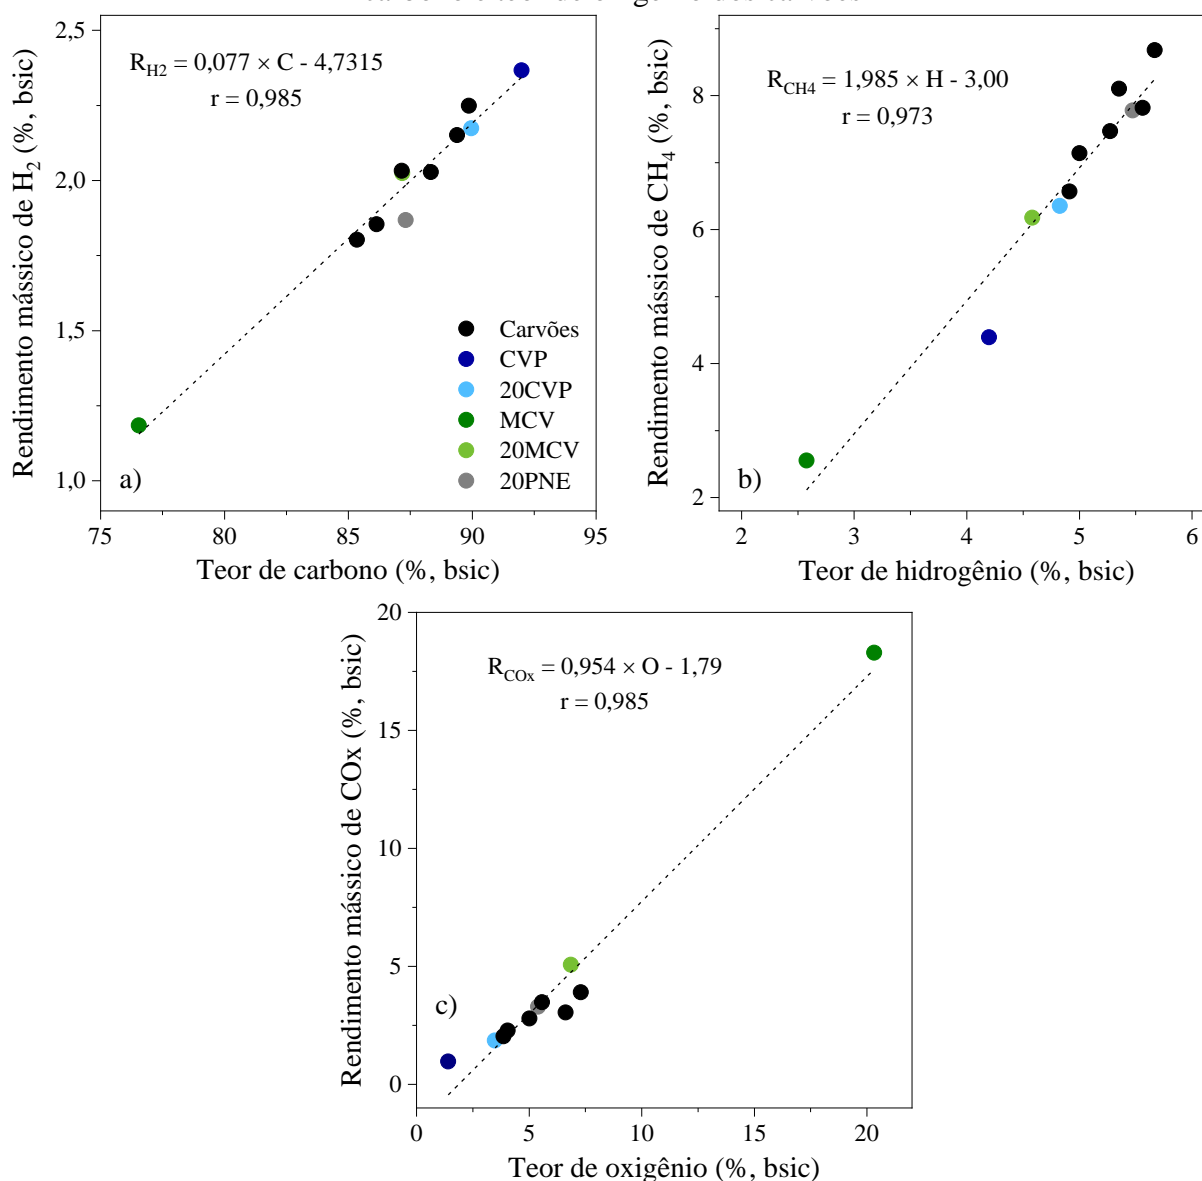 R_H2 = 0,077 × C - 4,7315
r = 0,985
Rendimento mássico de H_2 (%, bsic)
2,5
2,0
1,5
1,0
Carvões
CVP
20CVP
MCV
20MCV
20PNE
a)
75 80 85 90 95
Teor de carbono (%, bsic)
R_CH4 = 1,985 × H - 3,00
r = 0,973
Rendimento mássico de CH_4 (%, bsic)
8
6
4
2
b)
2 3 4 5 6
Teor de hidrogênio (%, bsic)
R_COx = 0,954 × O - 1,79
r = 0,985
Rendimento mássico de COx (%, bsic)
20
15
10
5
0
c)
0 5 10 15 20
Teor de oxigênio (%, bsic)